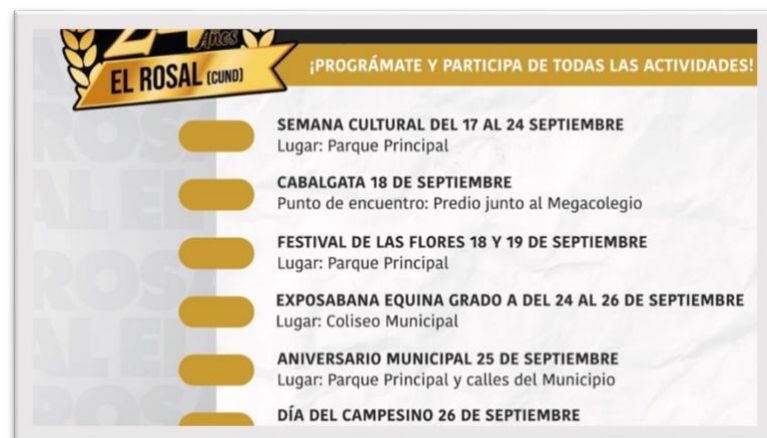 Años
EL ROSAL (CUND)
¡PROGRÁMATE Y PARTICIPA DE TODAS LAS ACTIVIDADES!
SEMANA CULTURAL DEL 17 AL 24 SEPTIEMBRE
Lugar: Parque Principal
CABALGATA 18 DE SEPTIEMBRE
Punto de encuentro: Predio junto al Megacolegio
FESTIVAL DE LAS FLORES 18 Y 19 DE SEPTIEMBRE
Lugar: Parque Principal
EXPOSABANA EQUINA GRADO A DEL 24 AL 26 DE SEPTIEMBRE
Lugar: Coliseo Municipal
ANIVERSARIO MUNICIPAL 25 DE SEPTIEMBRE
Lugar: Parque Principal y calles del Municipio
DÍA DEL CAMPESINO 26 DE SEPTIEMBRE